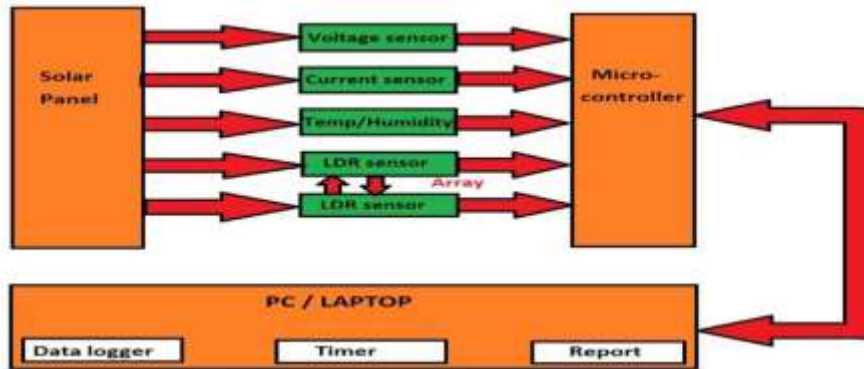 Solar
Panel
Voltage sensor
Current sensor
Temp/Humidity
LDR sensor
Array
LDR sensor
Micro-
controller
PC / LAPTOP
Data logger
Timer
Report